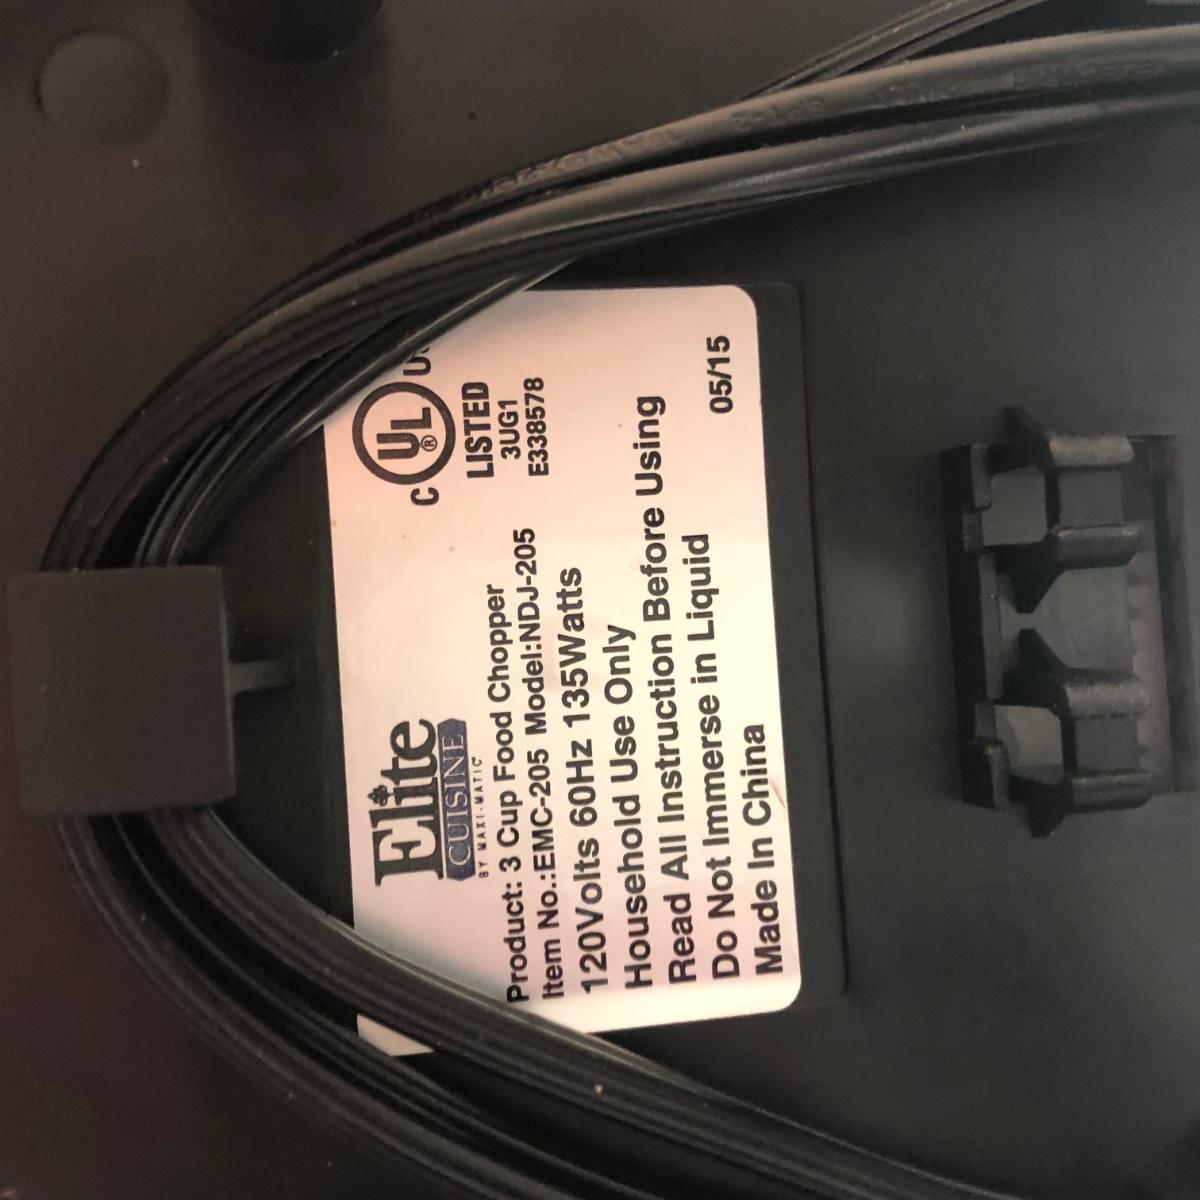 Elite
CUISINE
BY MAXI-MATIC
Product: 3 Cup Food Chopper
Item No.:EMC-205 Model:NDJ-205
120Volts 60Hz 135Watts
Household Use Only
Read All Instruction Before Using
Do Not Immerse in Liquid
Made In China
05/15
C UL ® U
LISTED
3UG1
E338578